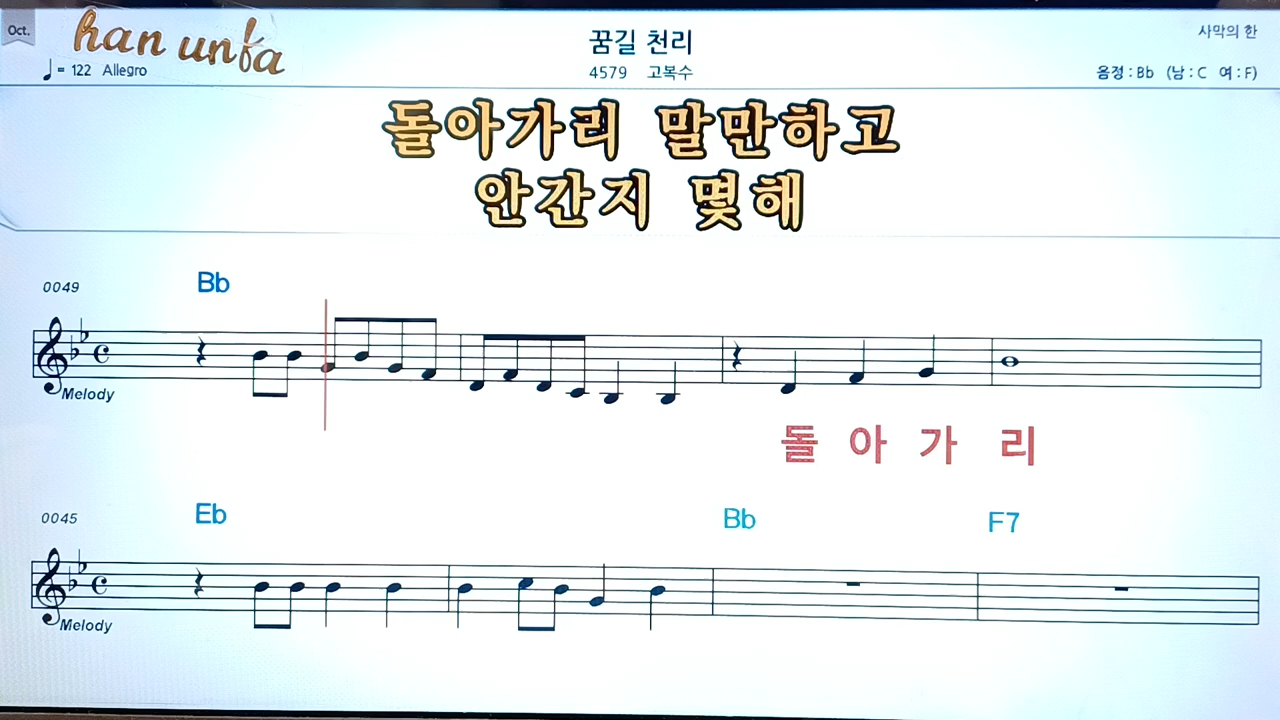 Oct.
han unfa
♩= 122 Allegro
꿈길 천리
4579 고복수
사막의 한
음정 : Bb (남 : C 여 : F)
돌아가리 말만하고
안간지 몇해
0049
Bb
Melody
돌 아 가 리
0045
Eb
Bb
F7
Melody